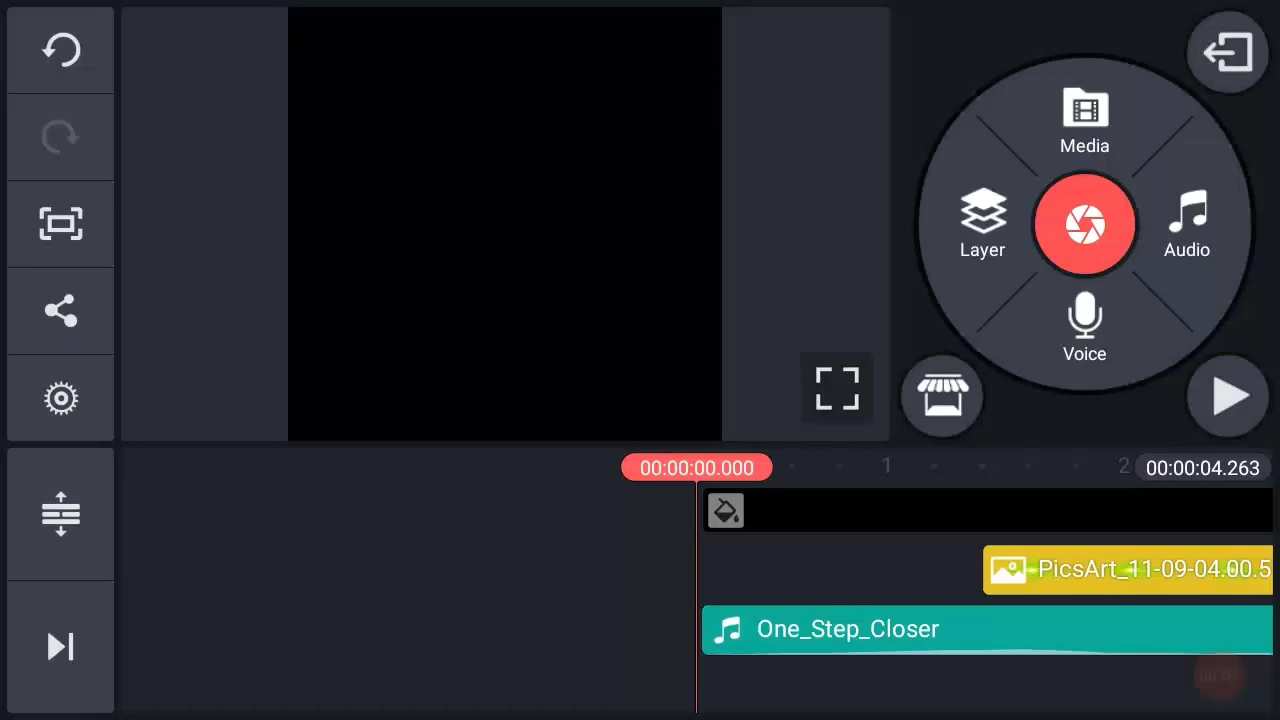 Media
Layer
Audio
Voice
00:00:00.000
1
2
00:00:04.263
PicsArt_11-09-04.00.5
One_Step_Closer